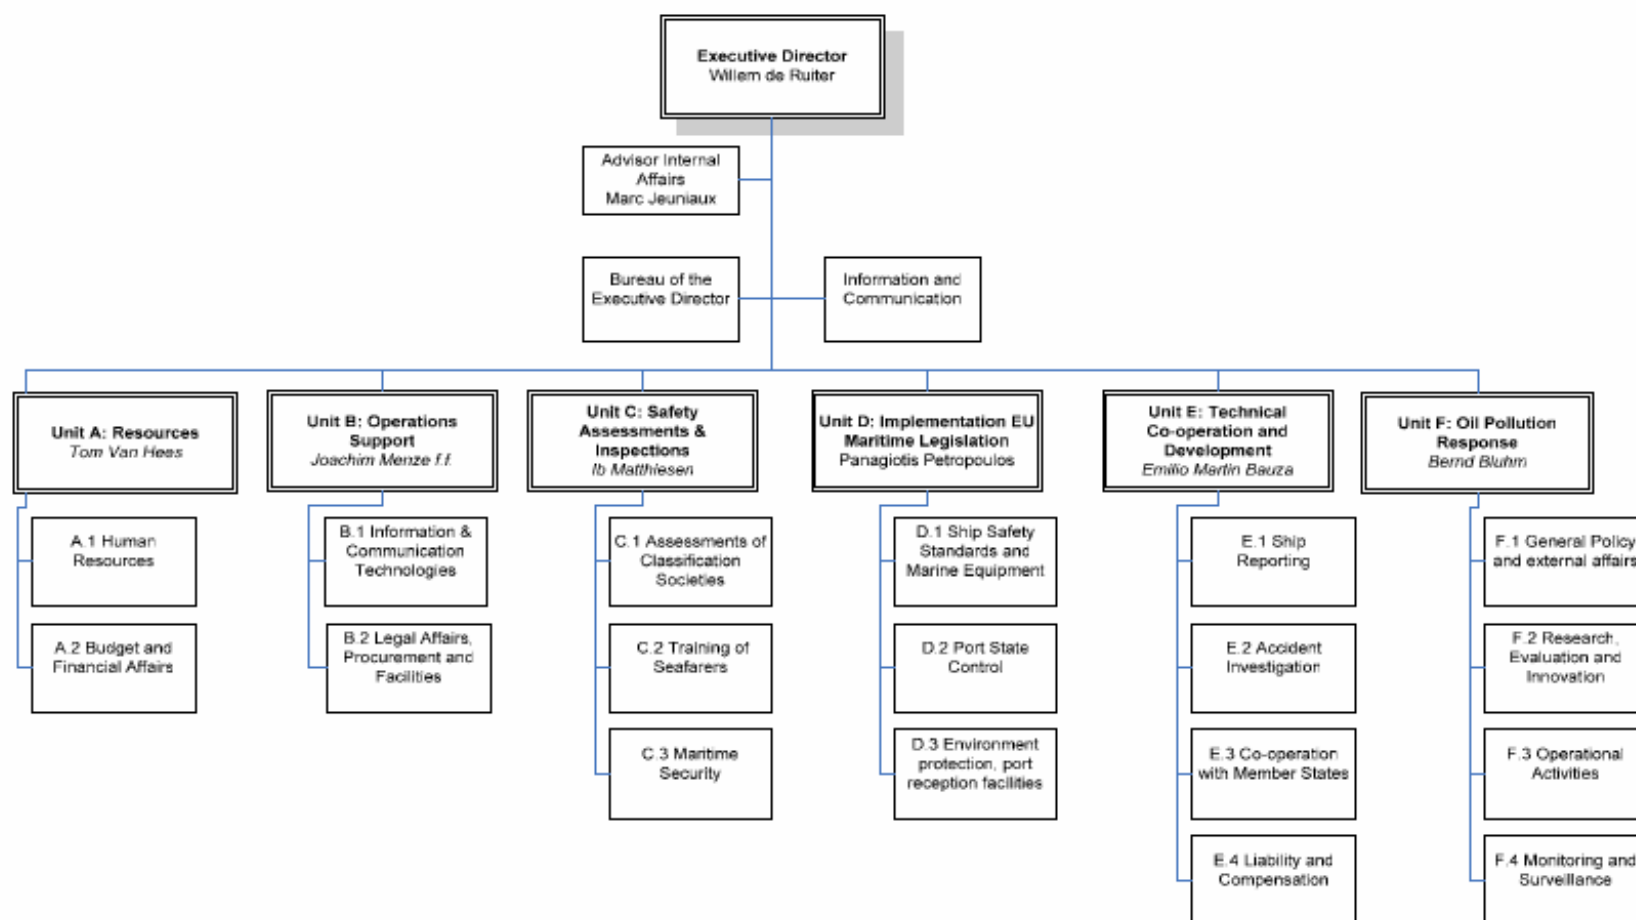 Executive Director
Willem de Ruiter
Advisor Internal
Affairs
Marc Jeuniaux
Bureau of the
Executive Director
Information and
Communication
Unit A: Resources
Tom Van Hees
Unit B: Operations
Support
Joachim Menze f.f.
Unit C: Safety
Assessments &
Inspections
Ib Matthiesen
Unit D: Implementation EU
Maritime Legislation
Panagiotis Petropoulos
Unit E: Technical
Co-operation and
Development
Emilio Martin Bauza
Unit F: Oil Pollution
Response
Bernd Bluhm
A.1 Human
Resources
A.2 Budget and
Financial Affairs
B.1 Information &
Communication
Technologies
B.2 Legal Affairs,
Procurement and
Facilities
C.1 Assessments of
Classification
Societies
C.2 Training of
Seafarers
C.3 Maritime
Security
D.1 Ship Safety
Standards and
Marine Equipment
D.2 Port State
Control
D.3 Environment
protection, port
reception facilities
E.1 Ship
Reporting
E.2 Accident
Investigation
E.3 Co-operation
with Member States
E.4 Liability and
Compensation
F.1 General Policy
and external affairs
F.2 Research,
Evaluation and
Innovation
F.3 Operational
Activities
F.4 Monitoring and
Surveillance